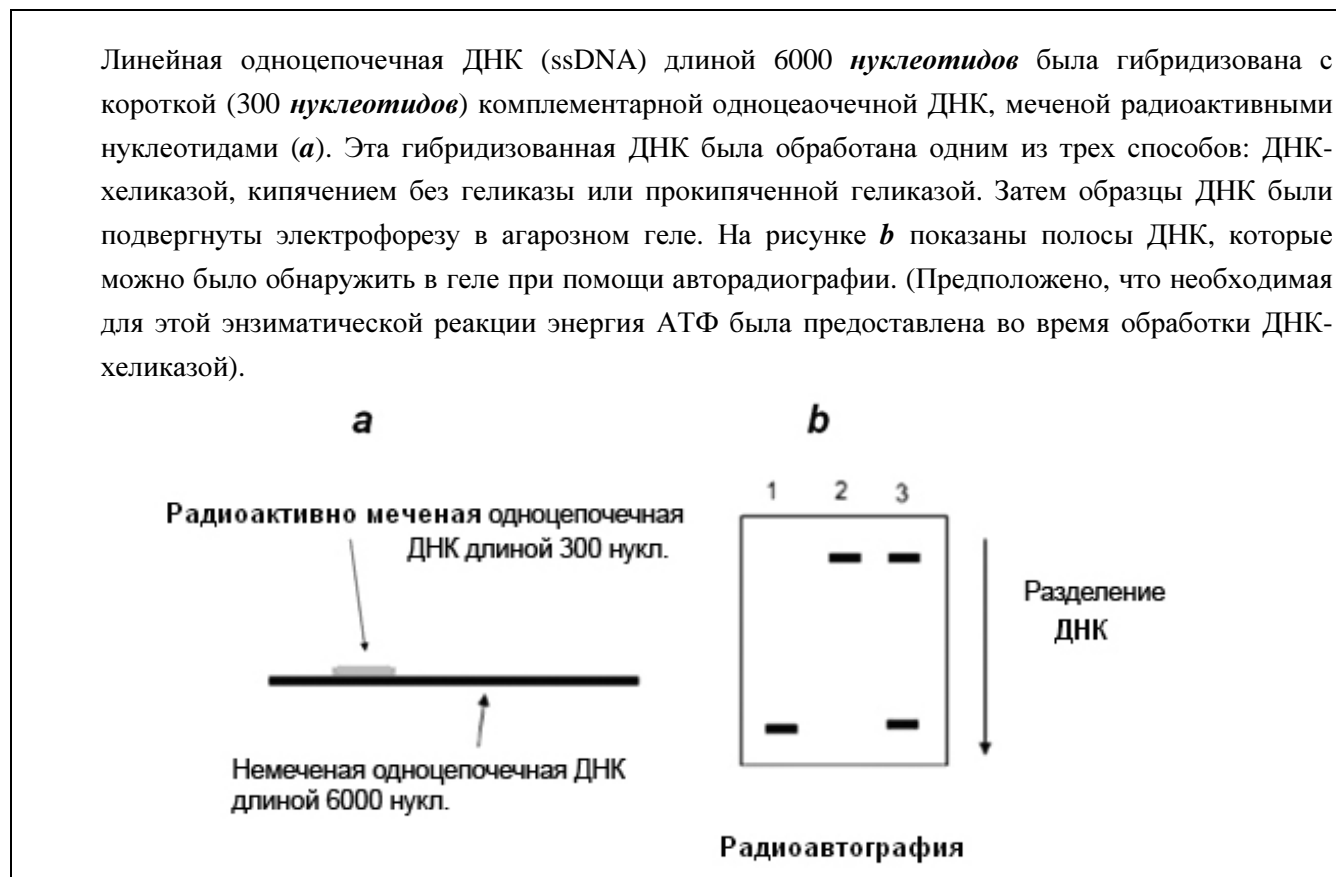 Линейная одноцепочечная ДНК (ssDNA) длиной 6000 нуклеотидов была гибридизована с
короткой (300 нуклеотидов) комплементарной одноцеаочечной ДНК, меченой радиоактивными
нуклеотидами (a). Эта гибридизованная ДНК была обработана одним из трех способов: ДНК-
хеликазой, кипячением без геликазы или прокипяченной геликазой. Затем образцы ДНК были
подвергнуты электрофорезу в агарозном геле. На рисунке b показаны полосы ДНК, которые
можно было обнаружить в геле при помощи авторадиографии. (Предположено, что необходимая
для этой энзиматической реакции энергия АТФ была предоставлена во время обработки ДНК-
хеликазой).
a
b
1 2 3
Радиоактивно меченая одноцепочечная
ДНК длиной 300 нукл.
Разделение
ДНК
Немеченая одноцепочечная ДНК
длиной 6000 нукл.
Радиоавтография